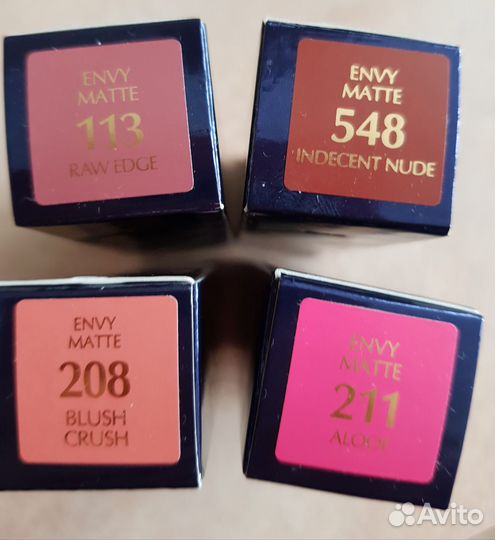 ENVY
MATTE
113
RAW EDGE
ENVY
MATTE
548
INDECENT NUDE
ENVY
MATTE
208
BLUSH
CRUSH
ENVY
MATTE
211
ALOOF
Avito